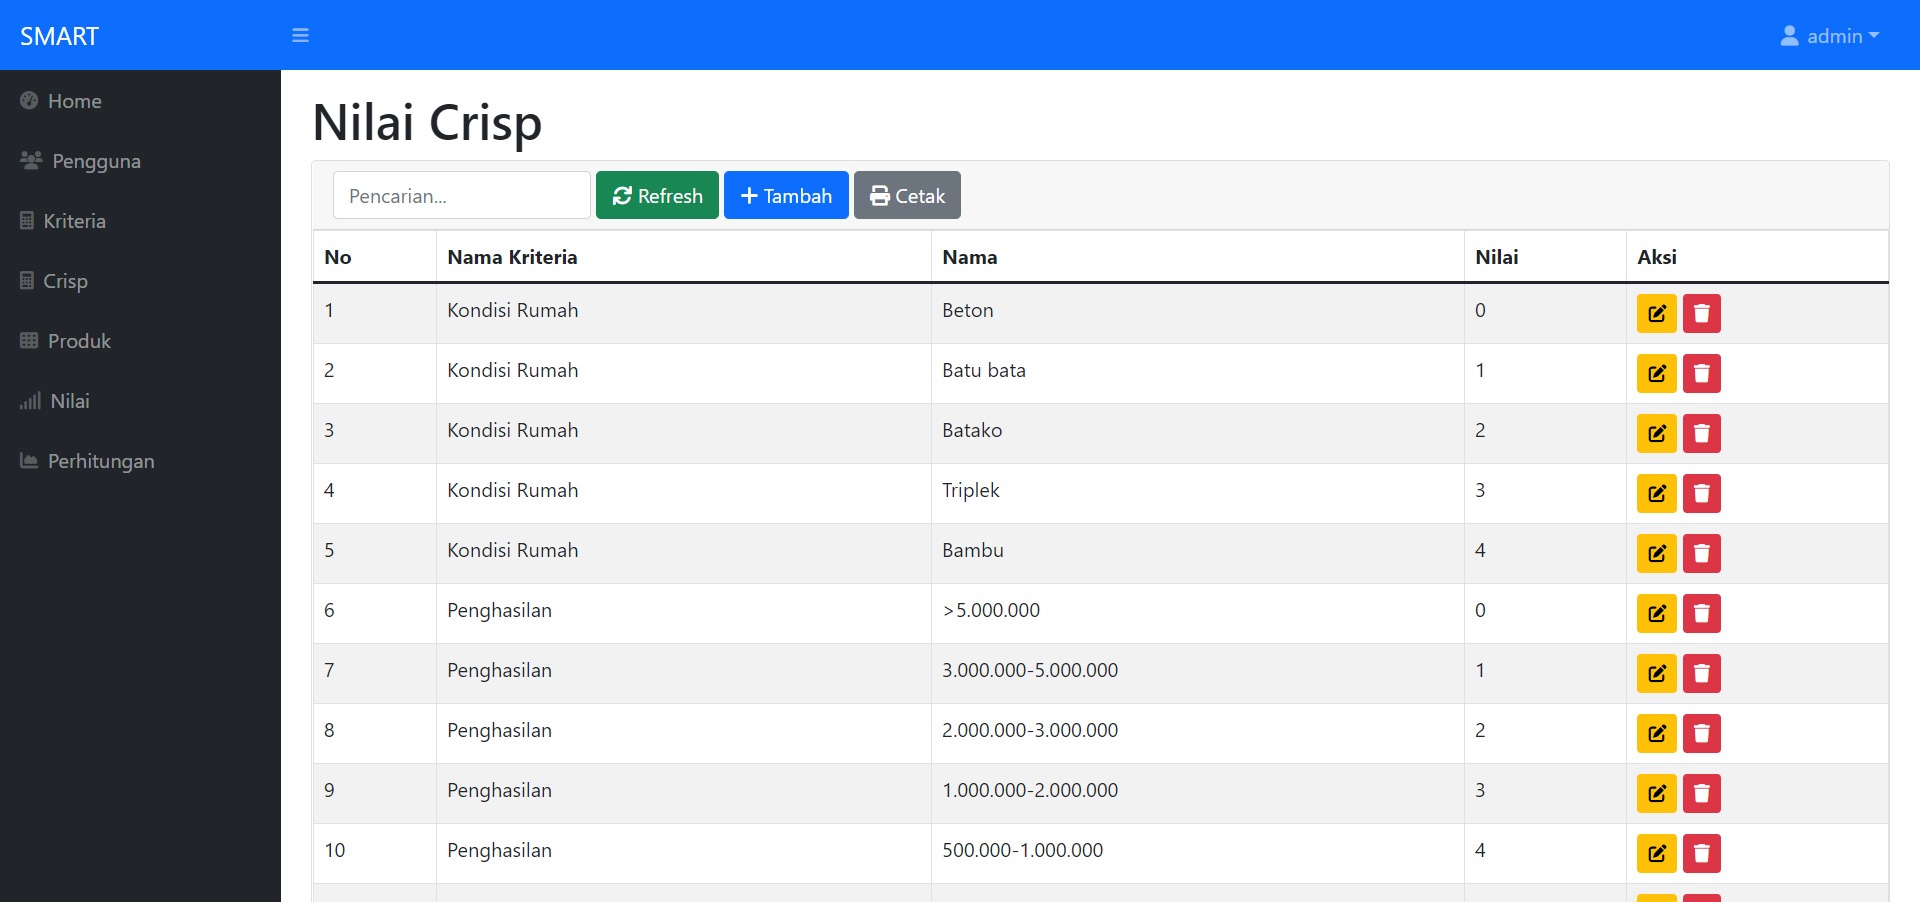 SMART
admin
Home
Pengguna
Kriteria
Crisp
Produk
Nilai
Perhitungan
Nilai Crisp
Pencarian... Refresh Tambah Cetak
No Nama Kriteria Nama Nilai Aksi
1 Kondisi Rumah Beton 0
2 Kondisi Rumah Batu bata 1
3 Kondisi Rumah Batako 2
4 Kondisi Rumah Triplek 3
5 Kondisi Rumah Bambu 4
6 Penghasilan >5.000.000 0
7 Penghasilan 3.000.000-5.000.000 1
8 Penghasilan 2.000.000-3.000.000 2
9 Penghasilan 1.000.000-2.000.000 3
10 Penghasilan 500.000-1.000.000 4